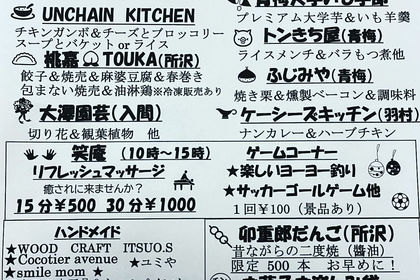 UNCHAIN KITCHEN
チキンガンボ＆チーズとブロッコリー
スープとバケット or ライス
桃嘉 TOUKA(所沢)
餃子＆焼売＆麻婆豆腐＆春巻き
包まない焼売＆油淋鶏※冷凍販売あり
大澤園芸(入間)
切り花＆観葉植物 他
プレミアム大学芋＆いも羊羹
トンきち屋(青梅)
ライスメンチ＆バラもつ煮他
ふじみや(青梅)
焼き栗＆燻製ベーコン＆調味料
ケーシーズキッチン(羽村)
ナンカレー＆ハーブチキン
笑庵 (10時～15時)
リフレッシュマッサージ
癒されに来ませんか？
15分¥500 30分¥1000
ゲームコーナー
★楽しいヨーヨー釣り
★サッカーゴールゲーム他
1回¥100（景品あり）
ハンドメイド
★WOOD CRAFT ITSUO.S
★Cocotier avenue ★ユミや
★smile mom
卯重郎だんご(所沢)
昔ながらの二度焼（醤油）
限定500本 お早めに！